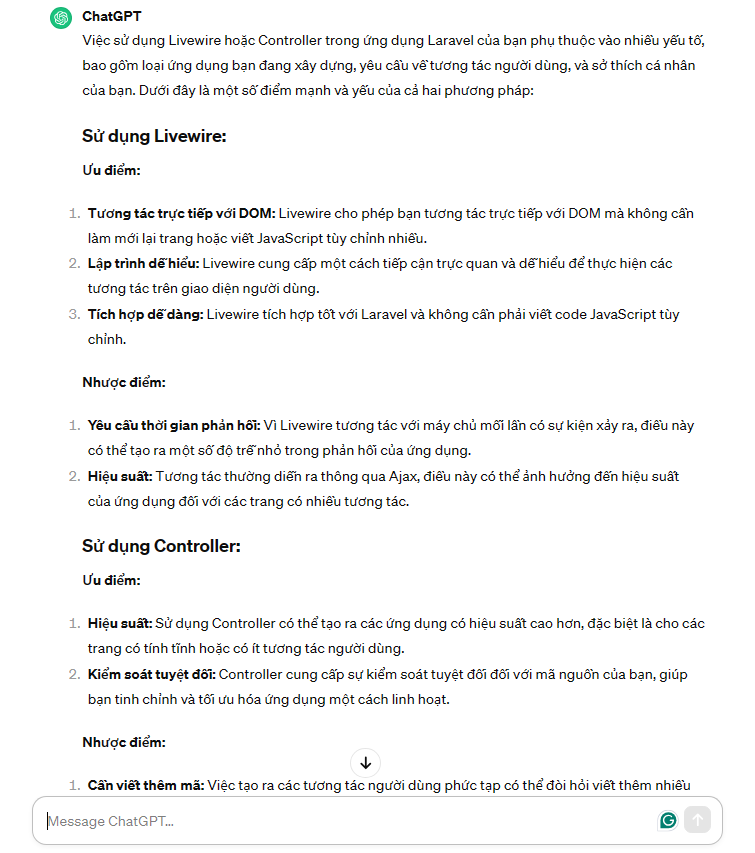 ChatGPT
Việc sử dụng Livewire hoặc Controller trong ứng dụng Laravel của bạn phụ thuộc vào nhiều yếu tố,
bao gồm loại ứng dụng bạn đang xây dựng, yêu cầu về tương tác người dùng, và sở thích cá nhân
của bạn. Dưới đây là một số điểm mạnh và yếu của cả hai phương pháp:
Sử dụng Livewire:
Ưu điểm:
1. Tương tác trực tiếp với DOM: Livewire cho phép bạn tương tác trực tiếp với DOM mà không cần
làm mới lại trang hoặc viết JavaScript tùy chỉnh nhiều.
2. Lập trình dễ hiểu: Livewire cung cấp một cách tiếp cận trực quan và dễ hiểu để thực hiện các
tương tác trên giao diện người dùng.
3. Tích hợp dễ dàng: Livewire tích hợp tốt với Laravel và không cần phải viết code JavaScript tùy
chỉnh.
Nhược điểm:
1. Yêu cầu thời gian phản hồi: Vì Livewire tương tác với máy chủ mỗi lần có sự kiện xảy ra, điều này
có thể tạo ra một số độ trễ nhỏ trong phản hồi của ứng dụng.
2. Hiệu suất: Tương tác thường diễn ra thông qua Ajax, điều này có thể ảnh hưởng đến hiệu suất
của ứng dụng đối với các trang có nhiều tương tác.
Sử dụng Controller:
Ưu điểm:
1. Hiệu suất: Sử dụng Controller có thể tạo ra các ứng dụng có hiệu suất cao hơn, đặc biệt là cho các
trang có tính tĩnh hoặc có ít tương tác người dùng.
2. Kiểm soát tuyệt đối: Controller cung cấp sự kiểm soát tuyệt đối đối với mã nguồn của bạn, giúp
bạn tinh chỉnh và tối ưu hóa ứng dụng một cách linh hoạt.
Nhược điểm:
1. Cần viết thêm mã: Việc tạo ra các tương tác người dùng phức tạp có thể đòi hỏi viết thêm nhiều
Message ChatGPT...